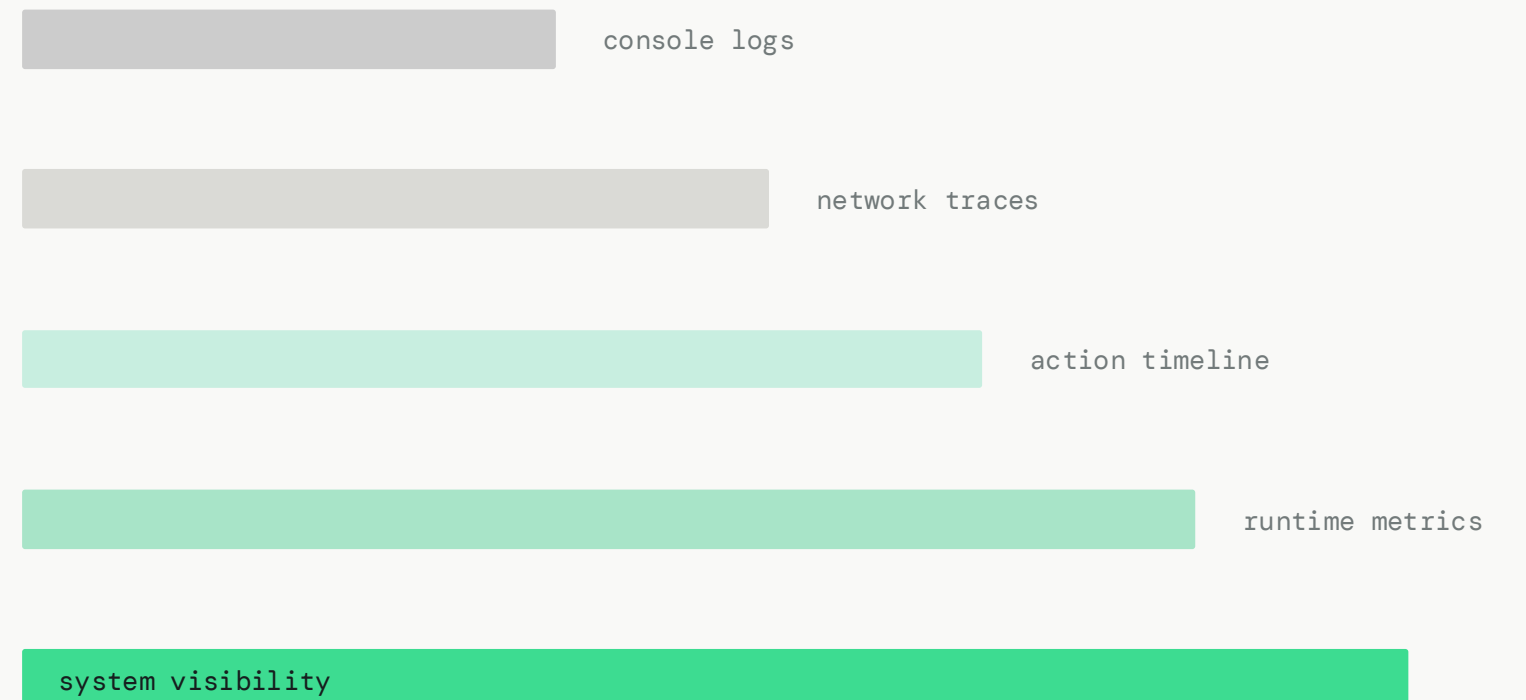 console logs
network traces
action timeline
runtime metrics
system visibility